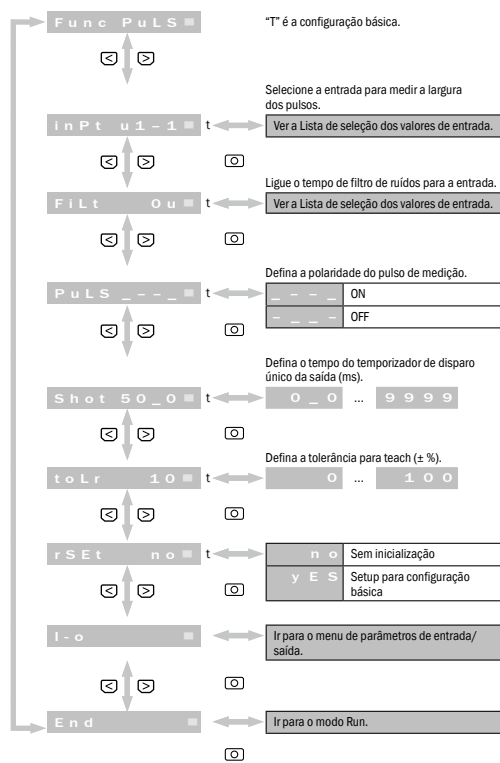 Func PuLS
“T” é a configuração básica.
< >
Selecione a entrada para medir a largura
dos pulsos.
inPt u1-1 t
Ver a Lista de seleção dos valores de entrada.
< >
Ligue o tempo de filtro de ruídos para a entrada.
FiLt 0u t
Ver a Lista de seleção dos valores de entrada.
< >
Defina a polaridade do pulso de medição.
PuLS _--_ t
_--_ ON
-__- OFF
< >
Defina o tempo do temporizador de disparo
único da saída (ms).
Shot 50_0 t
0_0 ... 9999
< >
Defina a tolerância para teach (± %).
toLr 10 t
0 ... 100
< >
rSEt no t
no Sem inicialização
yES Setup para configuração
básica
< >
I-o
Ir para o menu de parâmetros de entrada/
saída.
< >
End
Ir para o modo Run.